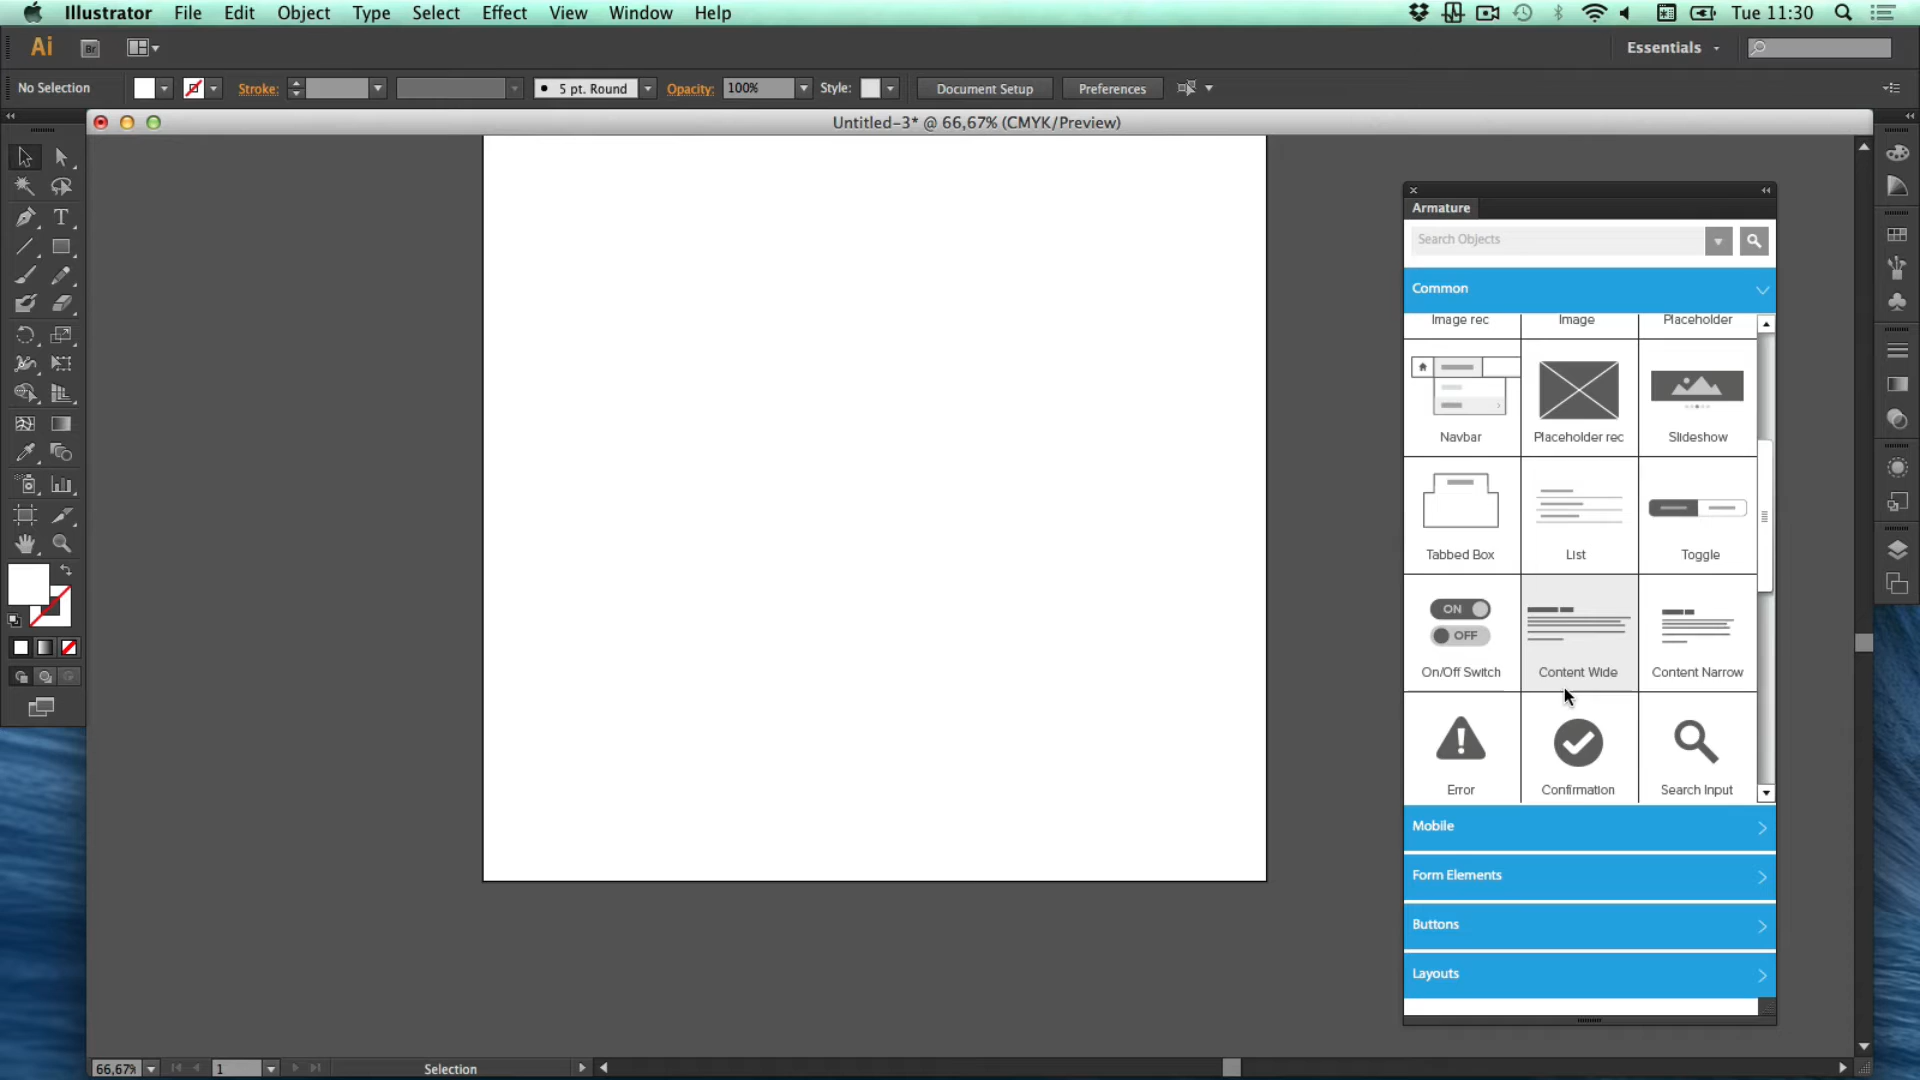 Illustrator File Edit Object Type Select Effect View Window Help Tue 11:30
Ai Br Essentials
No Selection Stroke: 5 pt. Round Opacity: 100% Style: Document Setup Preferences
Untitled-3* @ 66,67% (CMYK/Preview)
Armature
Search Objects
Common
Image rec Image Placeholder
Navbar Placeholder rec Slideshow
Tabbed Box List Toggle
ON
OFF
On/Off Switch Content Wide Content Narrow
Error Confirmation Search Input
Mobile
Form Elements
Buttons
Layouts
T
66,67% 1 Selection